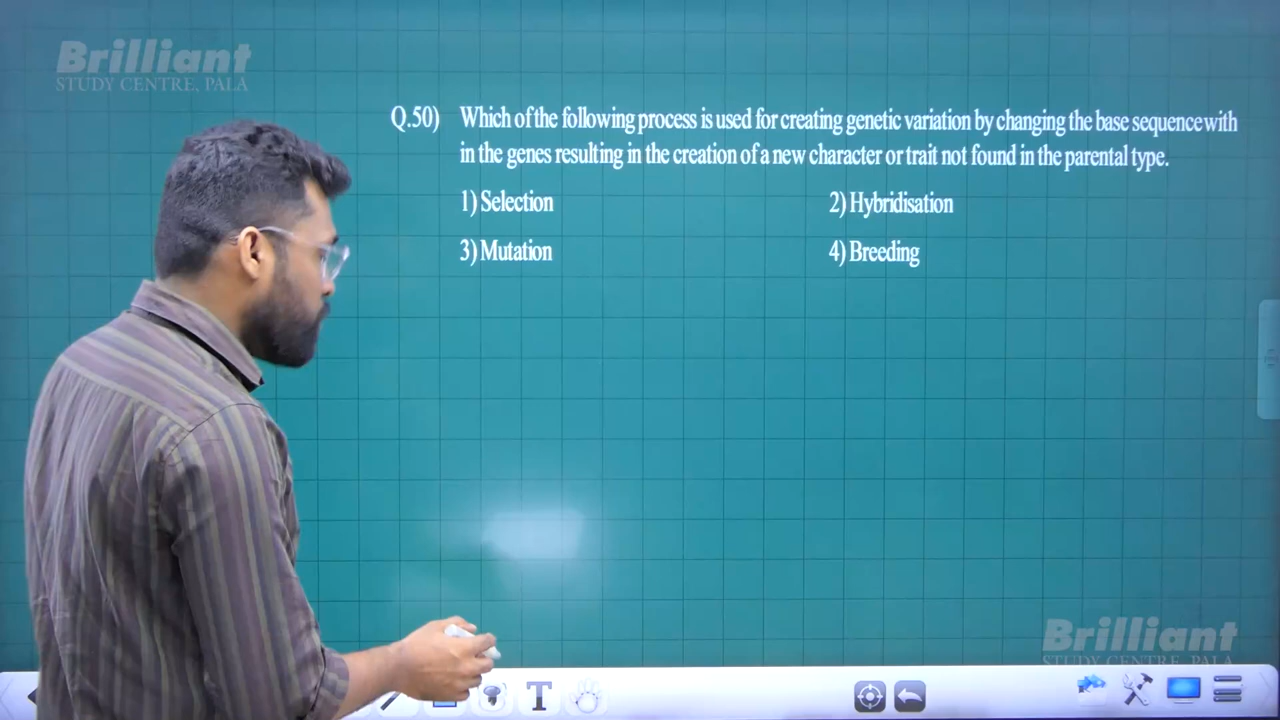 Brilliant
STUDY CENTRE, PALA
Q.50) Which of the following process is used for creating genetic variation by changing the base sequence with
in the genes resulting in the creation of a new character or trait not found in the parental type.
1) Selection 2) Hybridisation
3) Mutation 4) Breeding
Brilliant
STUDY CENTRE, PALA
T